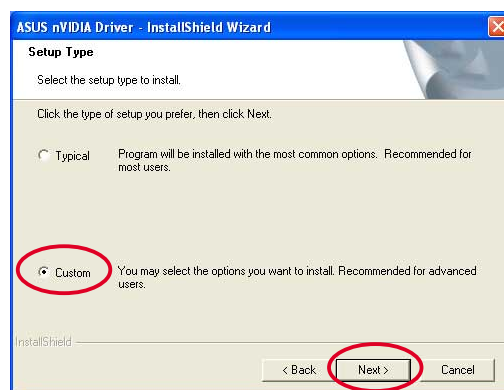 ASUS nVIDIA Driver - InstallShield Wizard
Setup Type
Select the setup type to install.
Click the type of setup you prefer, then click Next.
Typical Program will be installed with the most common options. Recommended for
most users.
Custom You may select the options you want to install. Recommended for advanced
users.
InstallShield
< Back Next > Cancel